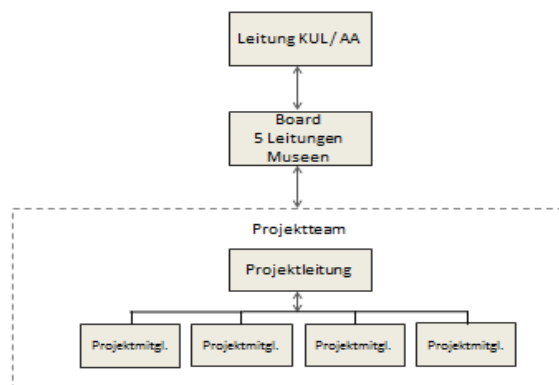 Leitung KUL/ AA
Board
5 Leitungen
Museen
Projektteam
Projektleitung
Projektmitgl.
Projektmitgl.
Projektmitgl.
Projektmitgl.